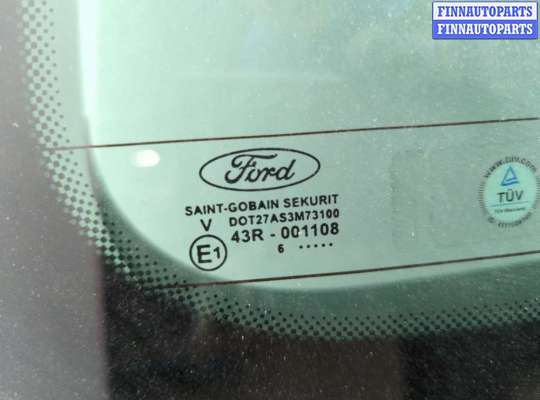 FINNAUTOPARTS
FINNAUTOPARTS
Ford
SAINT-GOBAIN SEKURIT
V DOT27AS3M73100
E1 43R - 001108
6 .....
TÜV